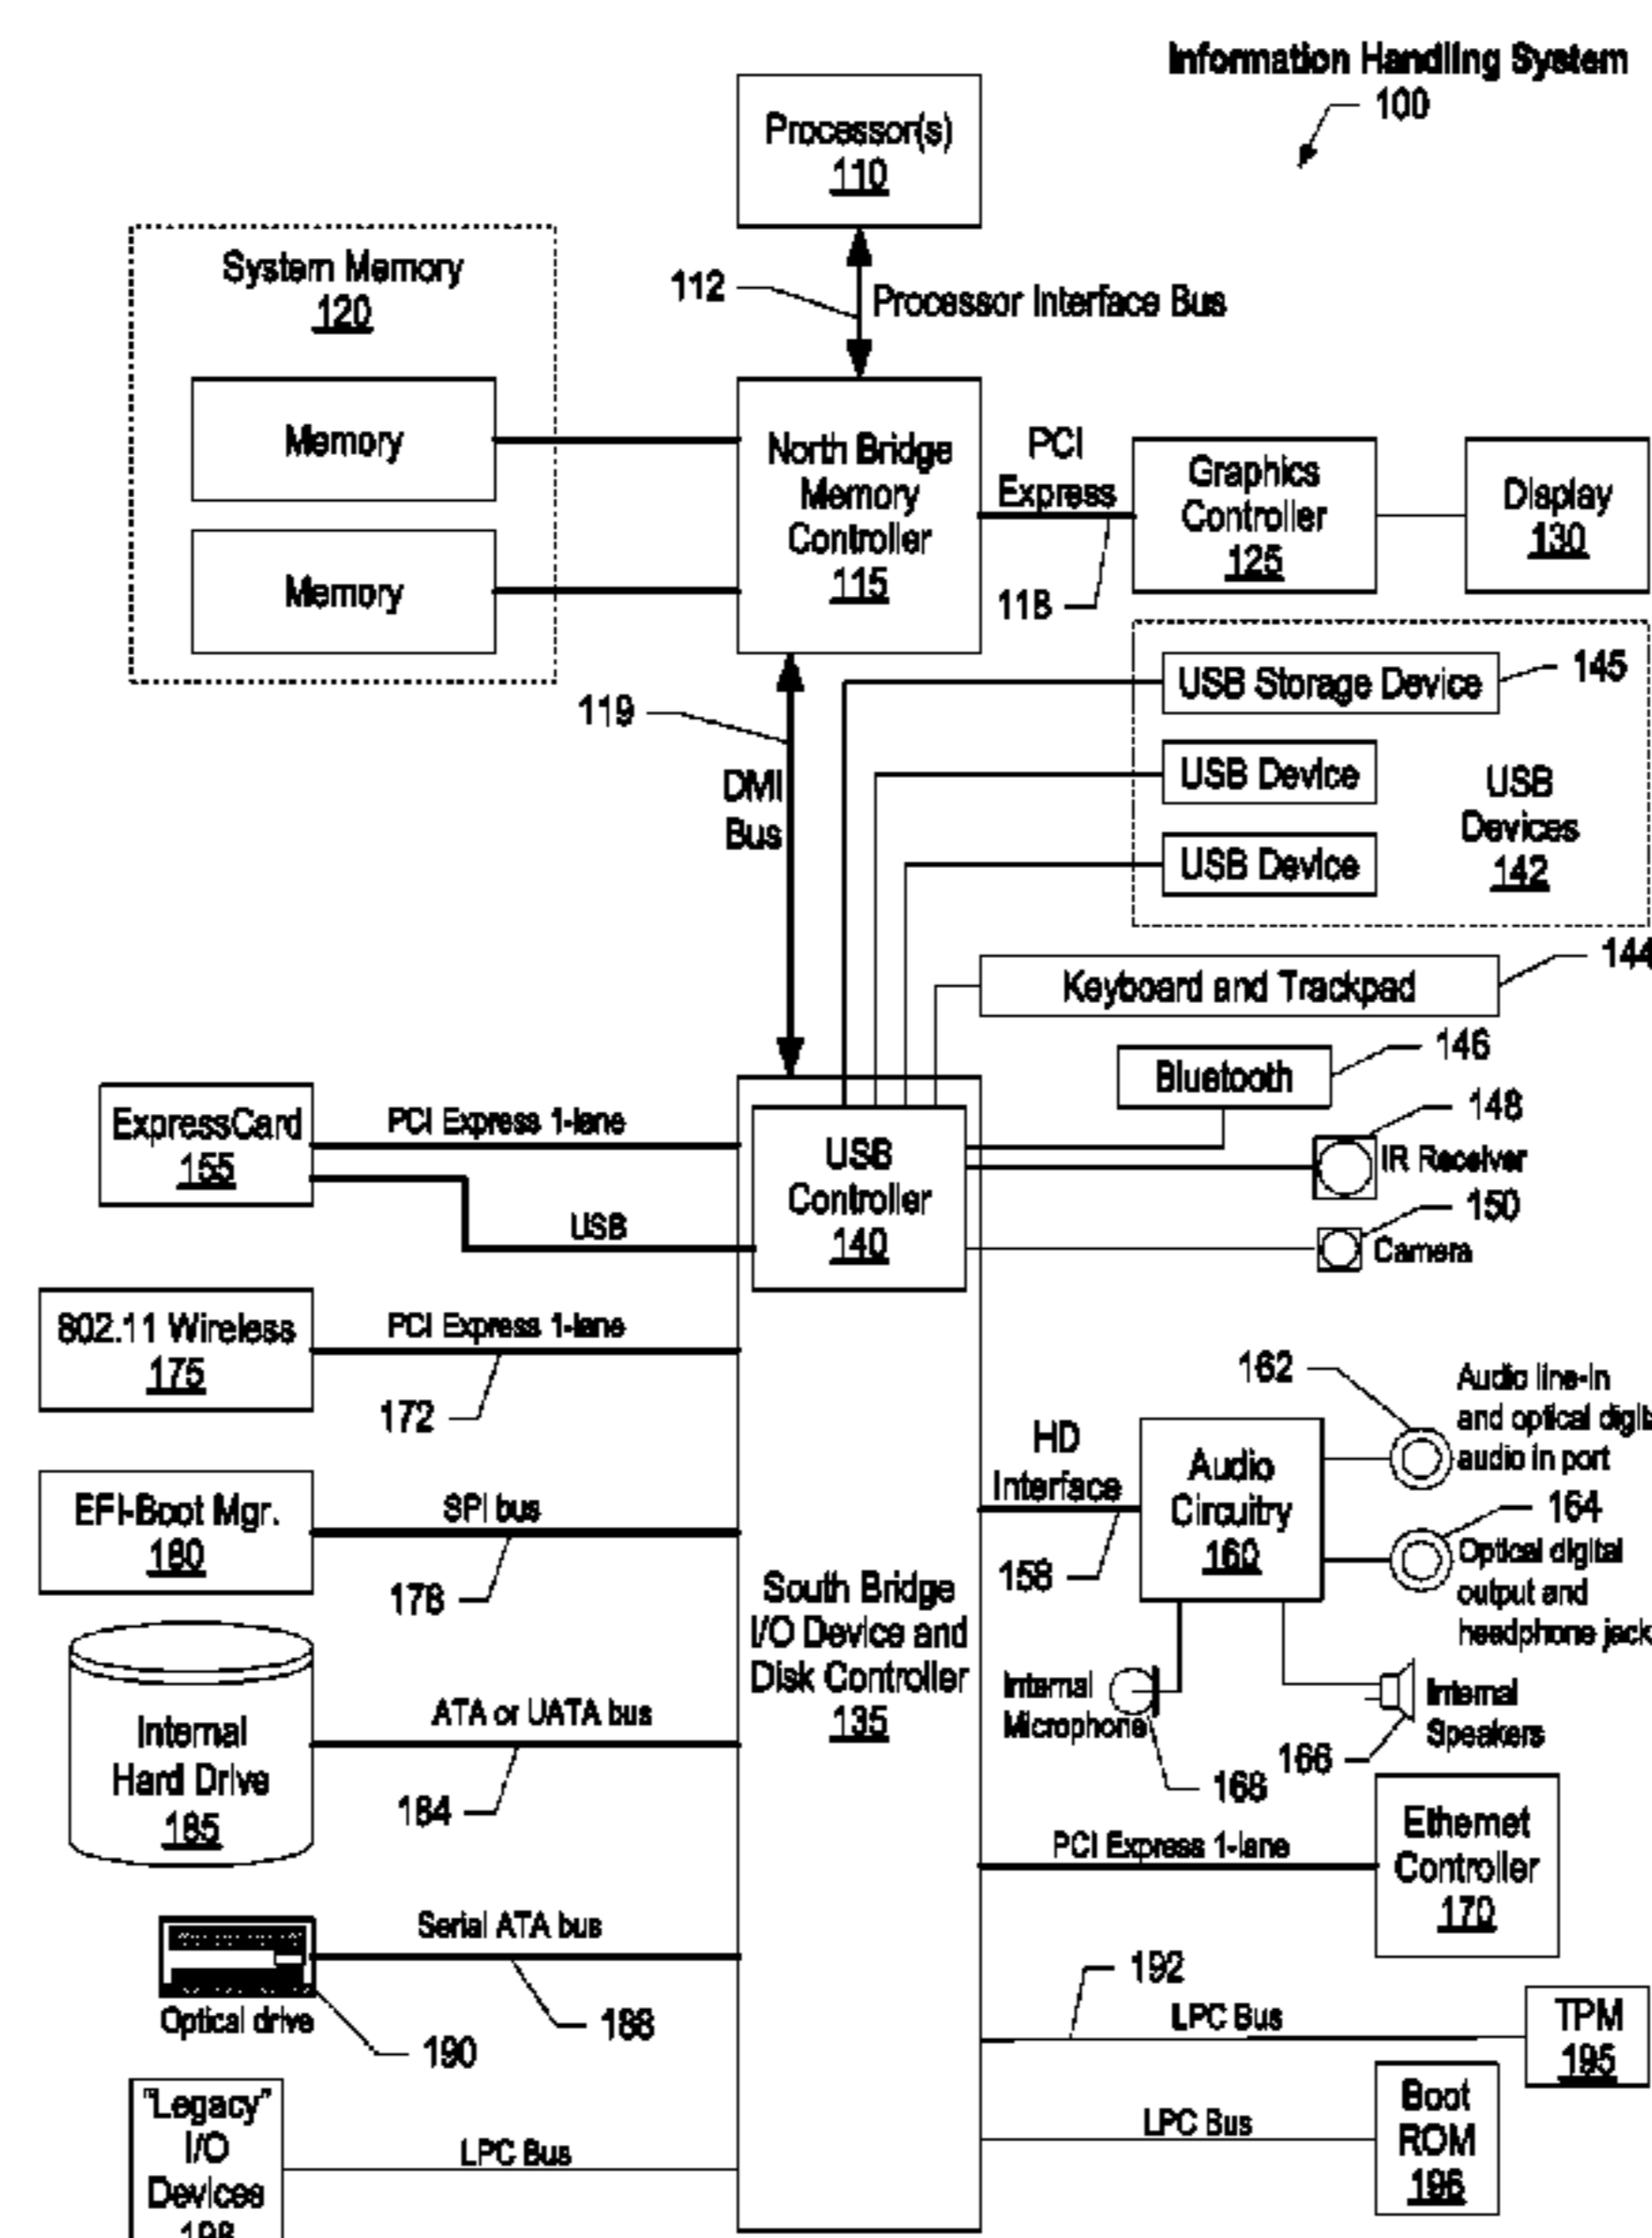 Information Handling System
100
Processor(s)
110
System Memory
120
112
Processor Interface Bus
Memory
Memory
North Bridge
Memory
Controller
115
PCI
Express
118
Graphics
Controller
125
Display
130
USB Storage Device
145
119
DMI
Bus
USB Device
USB Device
USB
Devices
142
144
Keyboard and Trackpad
146
Bluetooth
148
IR Receiver
150
Camera
ExpressCard
155
PCI Express 1-lane
USB
USB
Controller
140
802.11 Wireless
175
PCI Express 1-lane
172
162
Audio line-in
and optical
audio in port
HD
Interface
158
Audio
Circuitry
160
164
Optical digital
output and
headphone jack
EFI-Boot Mgr.
180
SPI bus
178
South Bridge
I/O Device and
Disk Controller
135
Internal
Microphone
168
166
Internal
Speakers
Internal
Hard Drive
185
ATA or UATA bus
184
PCI Express 1-lane
Ethernet
Controller
170
Serial ATA bus
188
Optical drive
190
192
LPC Bus
TPM
195
LPC Bus
Boot
ROM
196
"Legacy"
I/O
Devices
198
LPC Bus